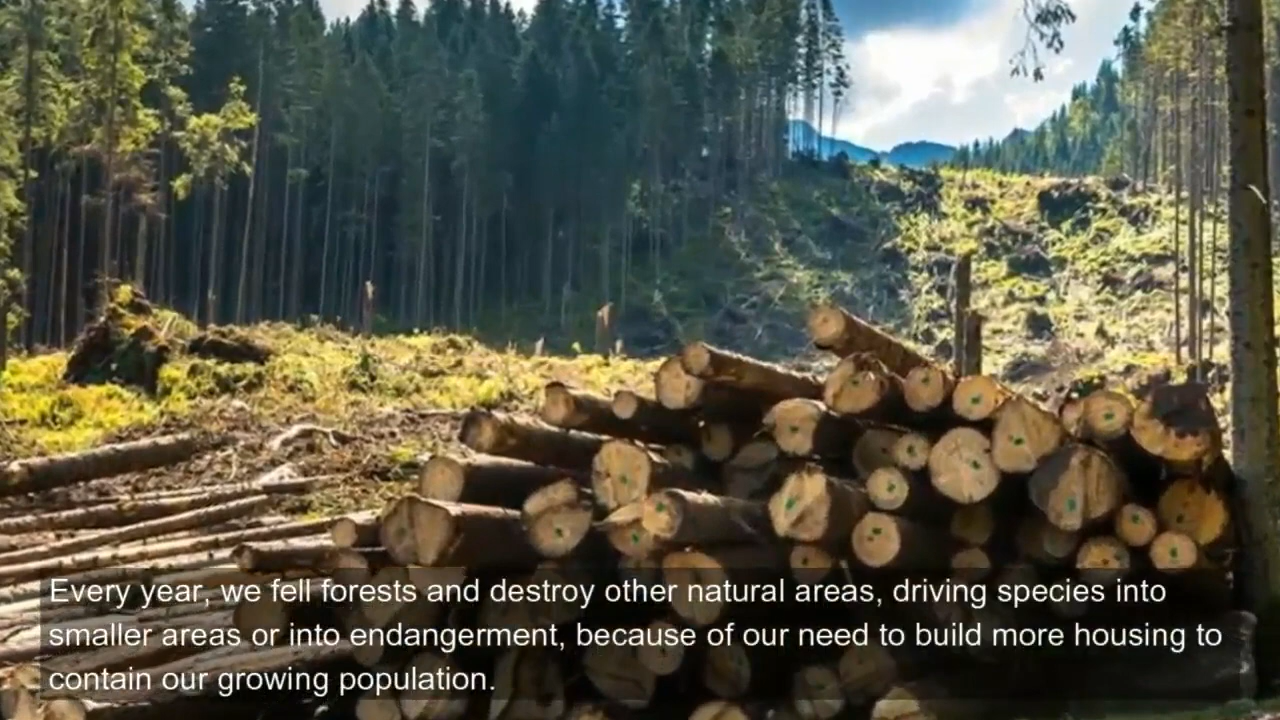 Every year, we fell forests and destroy other natural areas, driving species into
smaller areas or into endangerment, because of our need to build more housing to
contain our growing population.